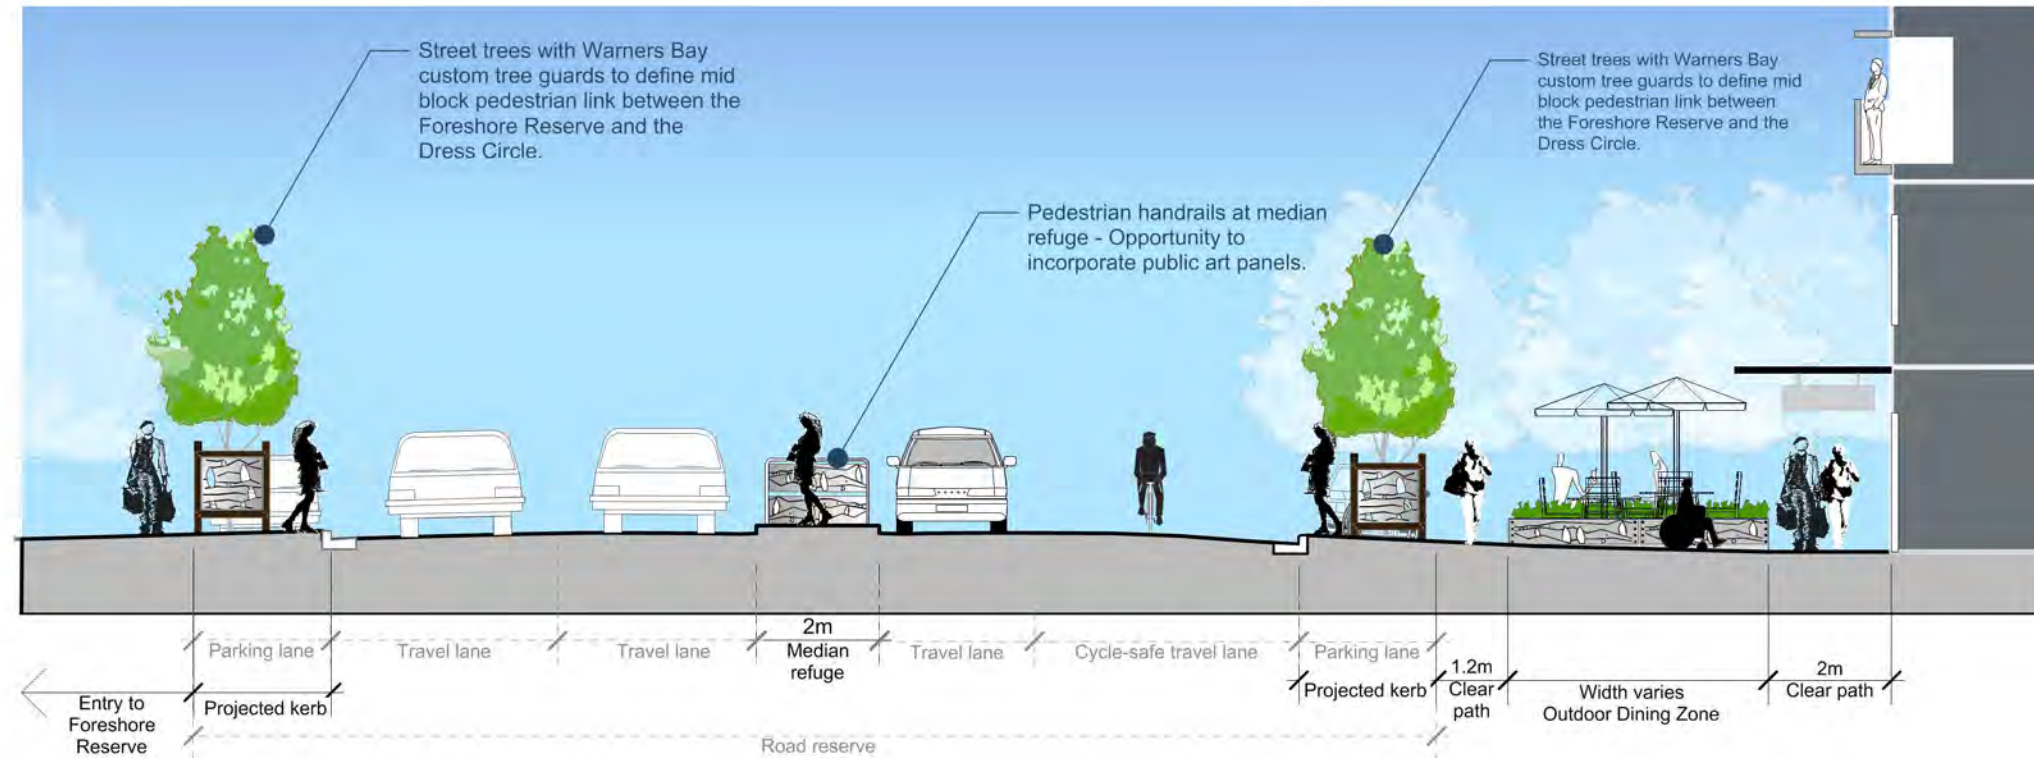 Street trees with Warners Bay
custom tree guards to define mid
block pedestrian link between the
Foreshore Reserve and the
Dress Circle.
Street trees with Warners Bay
custom tree guards to define mid
block pedestrian link between
the Foreshore Reserve and the
Dress Circle.
Pedestrian handrails at median
refuge - Opportunity to
incorporate public art panels.
Parking lane
Travel lane
Travel lane
2m
Median
refuge
Travel lane
Cycle-safe travel lane
Parking lane
Entry to
Foreshore
Reserve
Projected kerb
Projected kerb
1.2m
Clear
path
Width varies
Outdoor Dining Zone
2m
Clear path
Road reserve